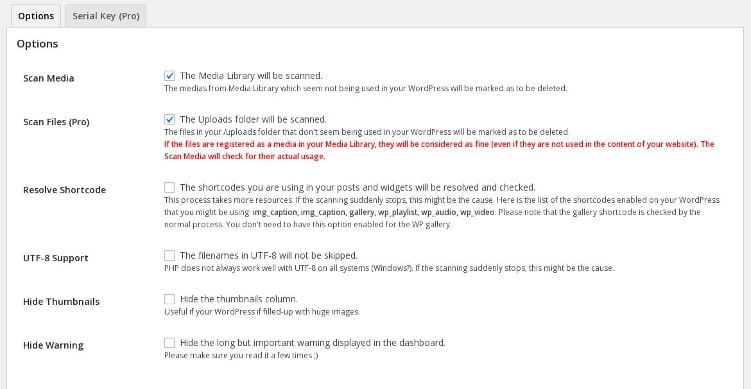 Options
Serial Key (Pro)
Options
Scan Media
The Media Library will be scanned.
The medias from Media Library which seem not being used in your WordPress will be marked as to be deleted.
Scan Files (Pro)
The Uploads folder will be scanned.
The files in your /uploads folder that don't seem being used in your WordPress will be marked as to be deleted.
If the files are registered as a media in your Media Library, they will be considered as fine (even if they are not used in the content of your website). The
Scan Media will check for their actual usage.
Resolve Shortcode
The shortcodes you are using in your posts and widgets will be resolved and checked.
This process takes more resources. If the scanning suddenly stops, this might be the cause. Here is the list of the shortcodes enabled on your WordPress
that you might be using: img_caption, img_caption, gallery, wp_playlist, wp_audio, wp_video. Please note that the gallery shortcode is checked by the
normal process. You don't need to have this option enabled for the WP gallery.
UTF-8 Support
The filenames in UTF-8 will not be skipped.
PHP does not always work well with UTF-8 on all systems (Windows?). If the scanning suddenly stops, this might be the cause.
Hide Thumbnails
Hide the thumbnails column.
Useful if your WordPress if filled-up with huge images.
Hide Warning
Hide the long but important warning displayed in the dashboard.
Please make sure you read it a few times ;)